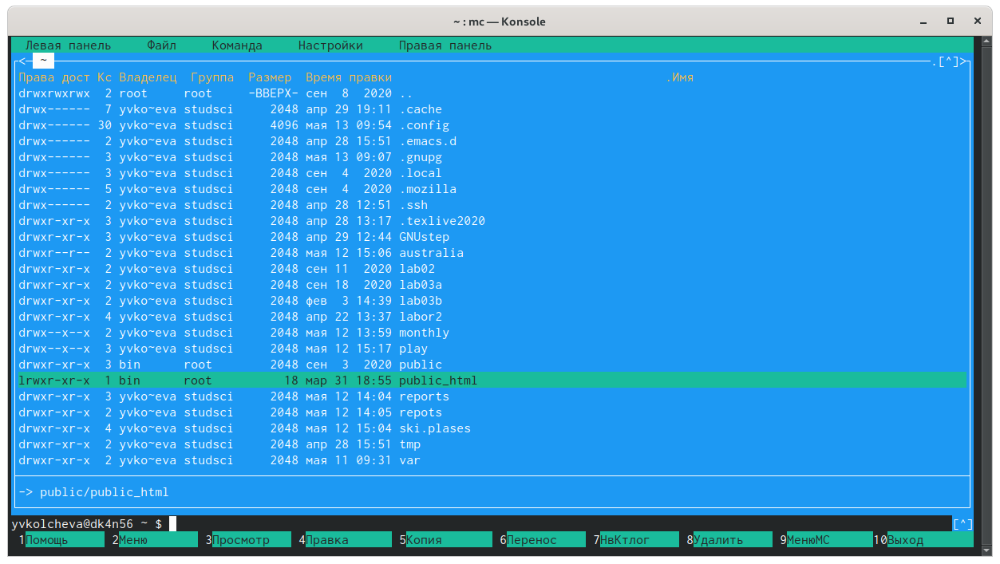 ~ : mc — Konsole
Левая панель Файл Команда Настройки Правая панель
<- ~ .[^]>
Права дост Кс Владелец Группа Размер Время правки .Имя
drwxrwxrwx 2 root root -ВВЕРХ- сен 8 2020 ..
drwx------ 7 yvko~eva studsci 2048 апр 29 19:11 .cache
drwx------ 30 yvko~eva studsci 4096 мая 13 09:54 .config
drwx------ 2 yvko~eva studsci 2048 апр 28 15:51 .emacs.d
drwx------ 3 yvko~eva studsci 2048 мая 13 09:07 .gnupg
drwx------ 3 yvko~eva studsci 2048 сен 4 2020 .local
drwx------ 5 yvko~eva studsci 2048 сен 4 2020 .mozilla
drwx------ 2 yvko~eva studsci 2048 апр 28 12:51 .ssh
drwxr-xr-x 3 yvko~eva studsci 2048 апр 28 13:17 .texlive2020
drwxr-xr-x 3 yvko~eva studsci 2048 апр 29 12:44 GNUstep
drwxr--r-- 2 yvko~eva studsci 2048 мая 12 15:06 australia
drwxr-xr-x 2 yvko~eva studsci 2048 сен 11 2020 lab02
drwxr-xr-x 2 yvko~eva studsci 2048 сен 18 2020 lab03a
drwxr-xr-x 2 yvko~eva studsci 2048 фев 3 14:39 lab03b
drwxr-xr-x 4 yvko~eva studsci 2048 апр 22 13:37 labor2
drwx--x--x 2 yvko~eva studsci 2048 мая 12 13:59 monthly
drwx--x--x 3 yvko~eva studsci 2048 мая 12 15:17 play
drwxr-xr-x 3 bin root 2048 сен 3 2020 public
lrwxr-xr-x 1 bin root 18 мар 31 18:55 public_html
drwxr-xr-x 3 yvko~eva studsci 2048 мая 12 14:04 reports
drwxr-xr-x 2 yvko~eva studsci 2048 мая 12 14:05 repots
drwxr-xr-x 4 yvko~eva studsci 2048 мая 12 15:04 ski.plases
drwxr-xr-x 2 yvko~eva studsci 2048 апр 28 15:51 tmp
drwxr-xr-x 2 yvko~eva studsci 2048 мая 11 09:31 var
-> public/public_html
yvkolcheva@dk4n56 ~ $ [^]
1Помощь 2Меню 3Просмотр 4Правка 5Копия 6Перенос 7НвКтлог 8Удалить 9МенюMC 10Выход